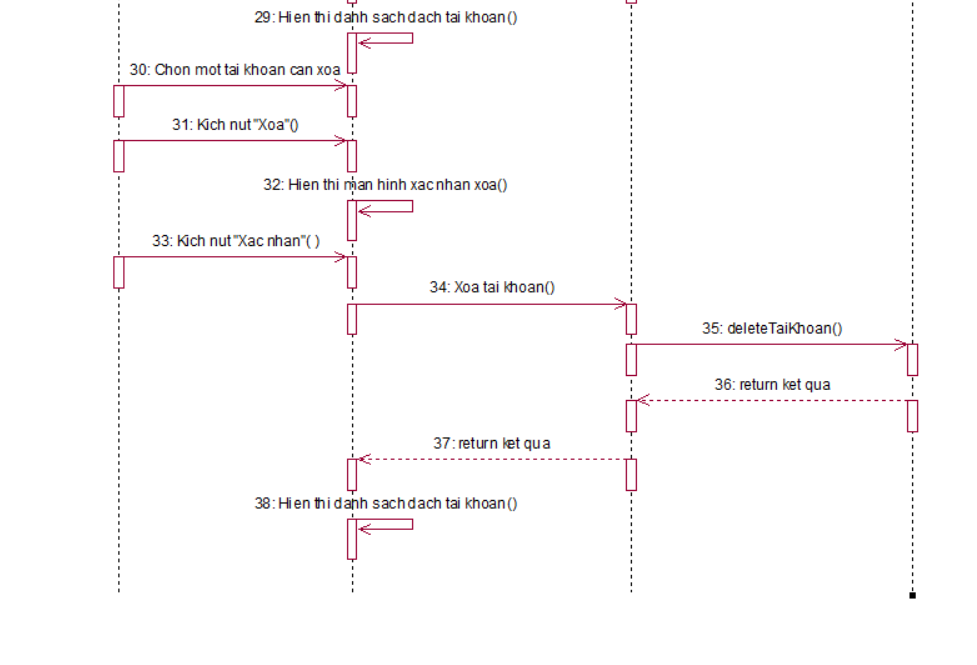 29: Hien thi danh sach dach tai khoan()
30: Chon mot tai khoan can xoa
31: Kich nut "Xoa"()
32: Hien thi man hinh xac nhan xoa()
33: Kich nut "Xac nhan"( )
34: Xoa tai khoan()
35: deleteTaiKhoan()
36: return ket qua
37: return ket qua
38: Hien thi danh sach dach tai khoan()